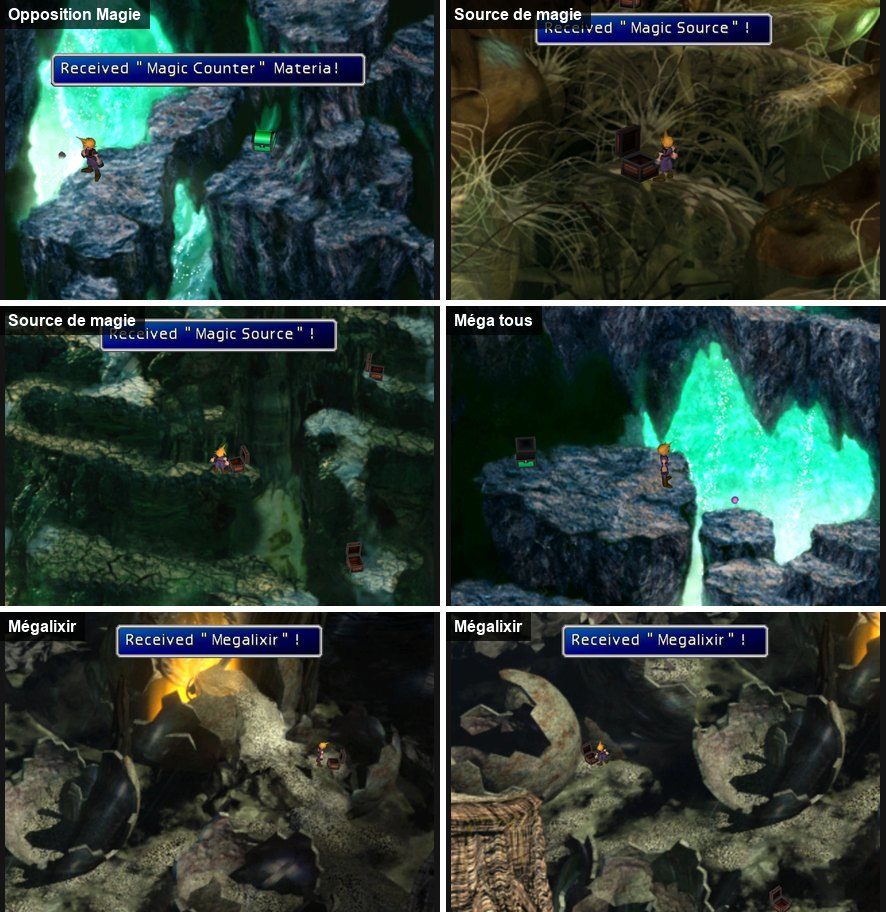 Opposition Magie
Received "Magic Counter" Materia!
Source de magie
Received "Magic Source" !
Source de magie
Received "Magic Source" !
Méga tous
Mégalixir
Received "Megalixir" !
Mégalixir
Received "Megalixir" !